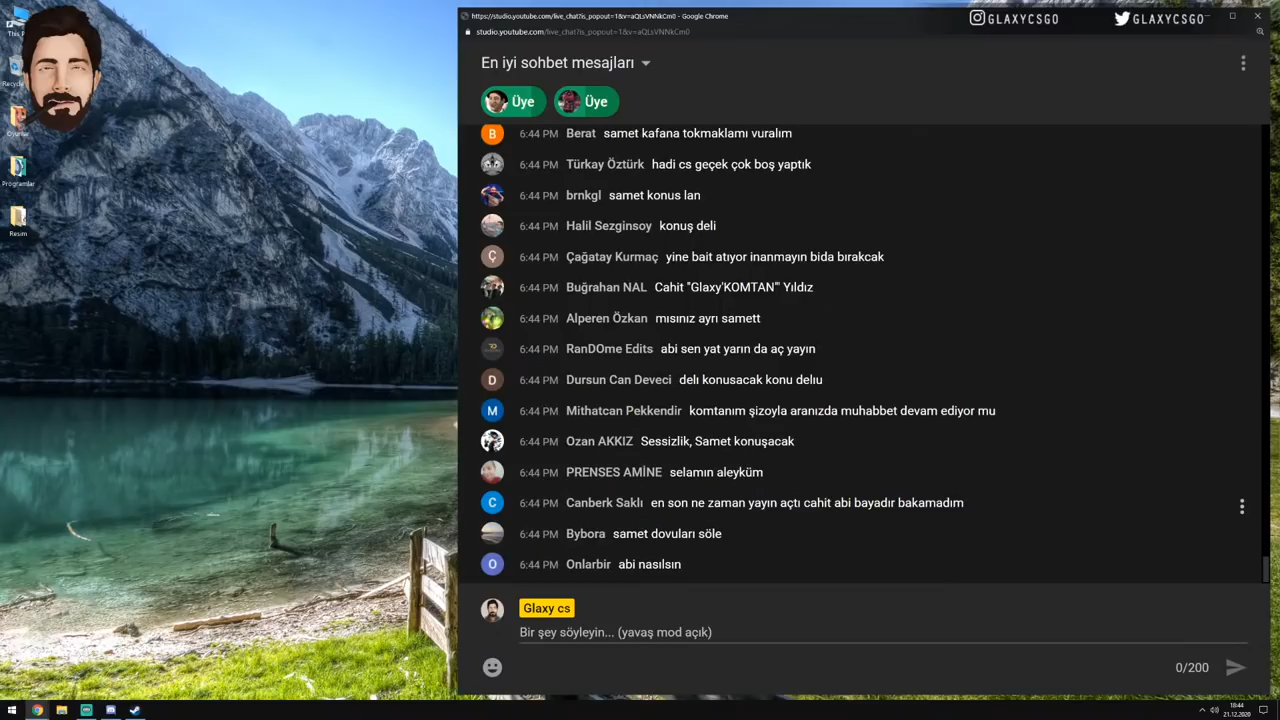 https://studio.youtube.com/live_chat?is_popout=1&v=aQLsVNNkCm0 - Google Chrome
GLAXYCSGO
GLAXYCSGO
studio.youtube.com/live_chat?is_popout=1&v=aQLsVNNkCm0
En iyi sohbet mesajları
Üye
Üye
Oyunlar
Programlar
Resim
B
6:44 PM Berat samet kafana tokmaklamı vuralım
6:44 PM Türkay Öztürk hadi cs geçek çok boş yaptık
6:44 PM brnkgl samet konus lan
6:44 PM Halil Sezginsoy konuş deli
Ç
6:44 PM Çağatay Kurmaç yine bait atıyor inanmayın bida bırakcak
6:44 PM Buğrahan NAL Cahit "Glaxy'KOMTAN'" Yıldız
6:44 PM Alperen Özkan mısınız ayrı samett
6:44 PM RanDOme Edits abi sen yat yarın da aç yayın
D
6:44 PM Dursun Can Deveci delı konusacak konu delıu
M
6:44 PM Mithatcan Pekkendir komtanım şizoyla aranızda muhabbet devam ediyor mu
6:44 PM Ozan AKKIZ Sessizlik, Samet konuşacak
6:44 PM PRENSES AMİNE selamın aleyküm
C
6:44 PM Canberk Saklı en son ne zaman yayın açtı cahit abi bayadır bakamadım
6:44 PM Bybora samet dovuları söle
O
6:44 PM Onlarbir abi nasılsın
Glaxy cs
Bir şey söyleyin... (yavaş mod açık)
0/200
18:44
21.12.2020